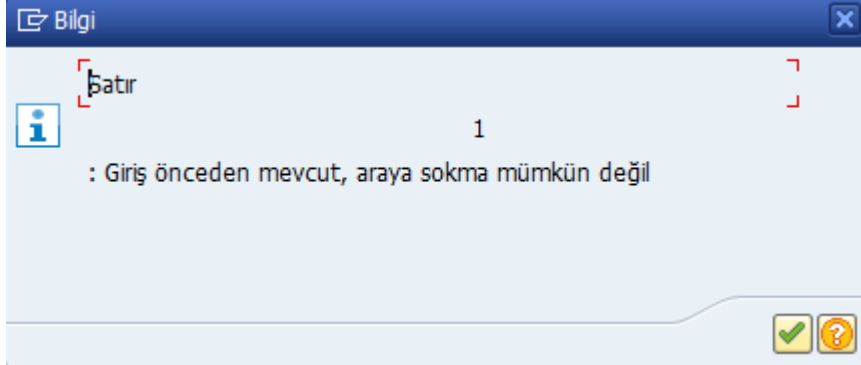 Bilgi
Satır
1
: Giriş önceden mevcut, araya sokma mümkün değil